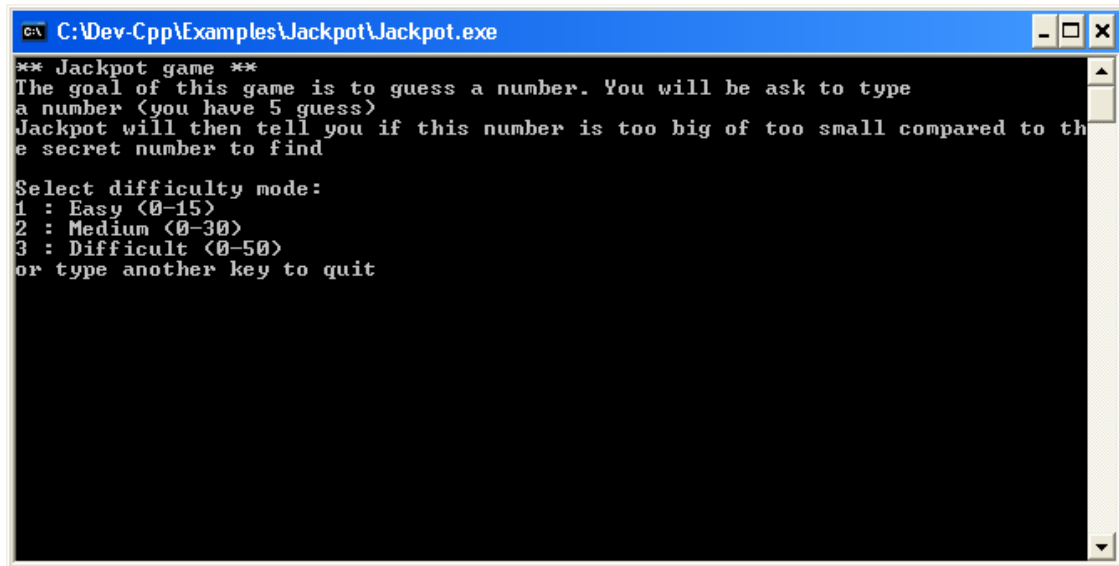 C:\Dev-Cpp\Examples\Jackpot\Jackpot.exe
** Jackpot game **
The goal of this game is to guess a number. You will be ask to type
a number (you have 5 guess)
Jackpot will then tell you if this number is too big of too small compared to th
e secret number to find
Select difficulty mode:
1 : Easy (0-15)
2 : Medium (0-30)
3 : Difficult (0-50)
or type another key to quit